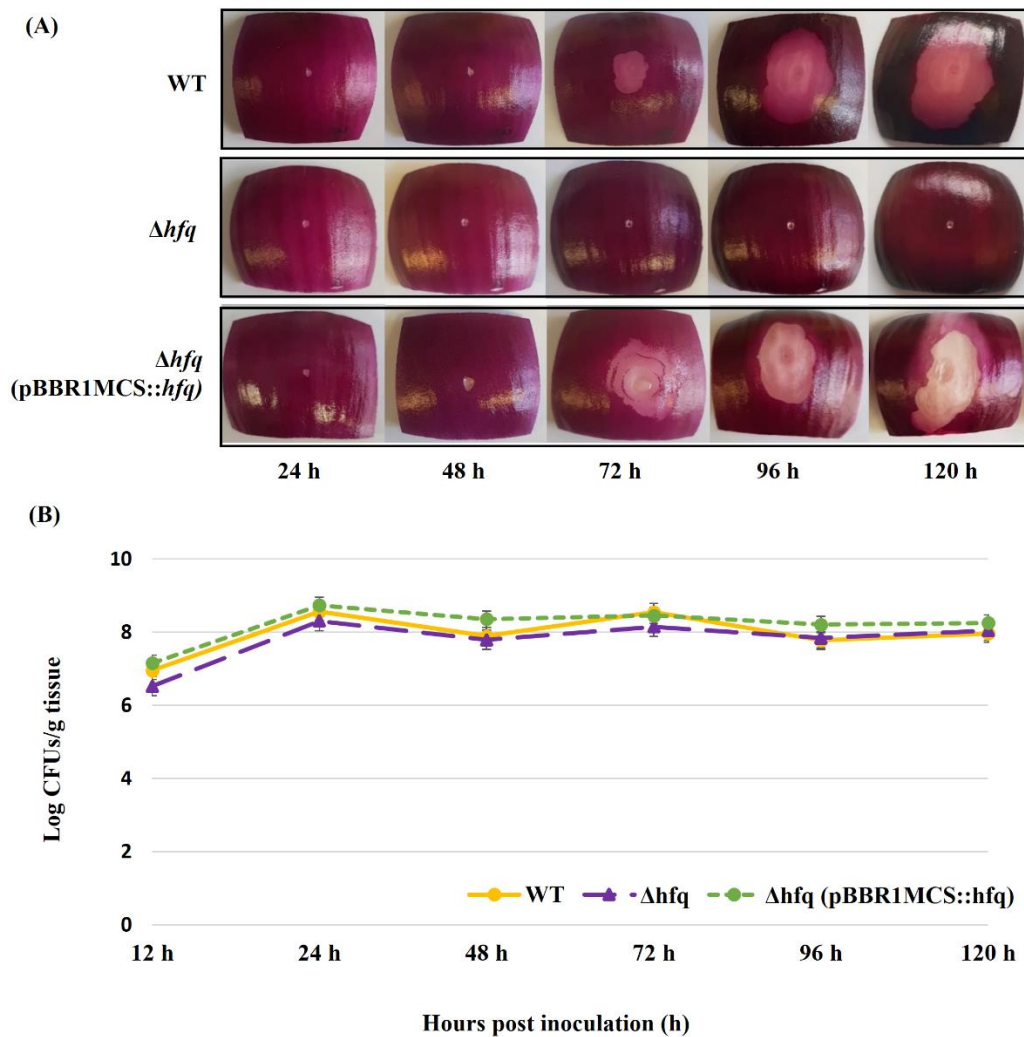 (A)
WT
Δhfq
Δhfq
(pBBR1MCS::hfq)
24 h 48 h 72 h 96 h 120 h
(B)
10
8
6
4
2
0
Log CFUs/g tissue
WT Δhfq Δhfq (pBBR1MCS::hfq)
12 h 24 h 48 h 72 h 96 h 120 h
Hours post inoculation (h)